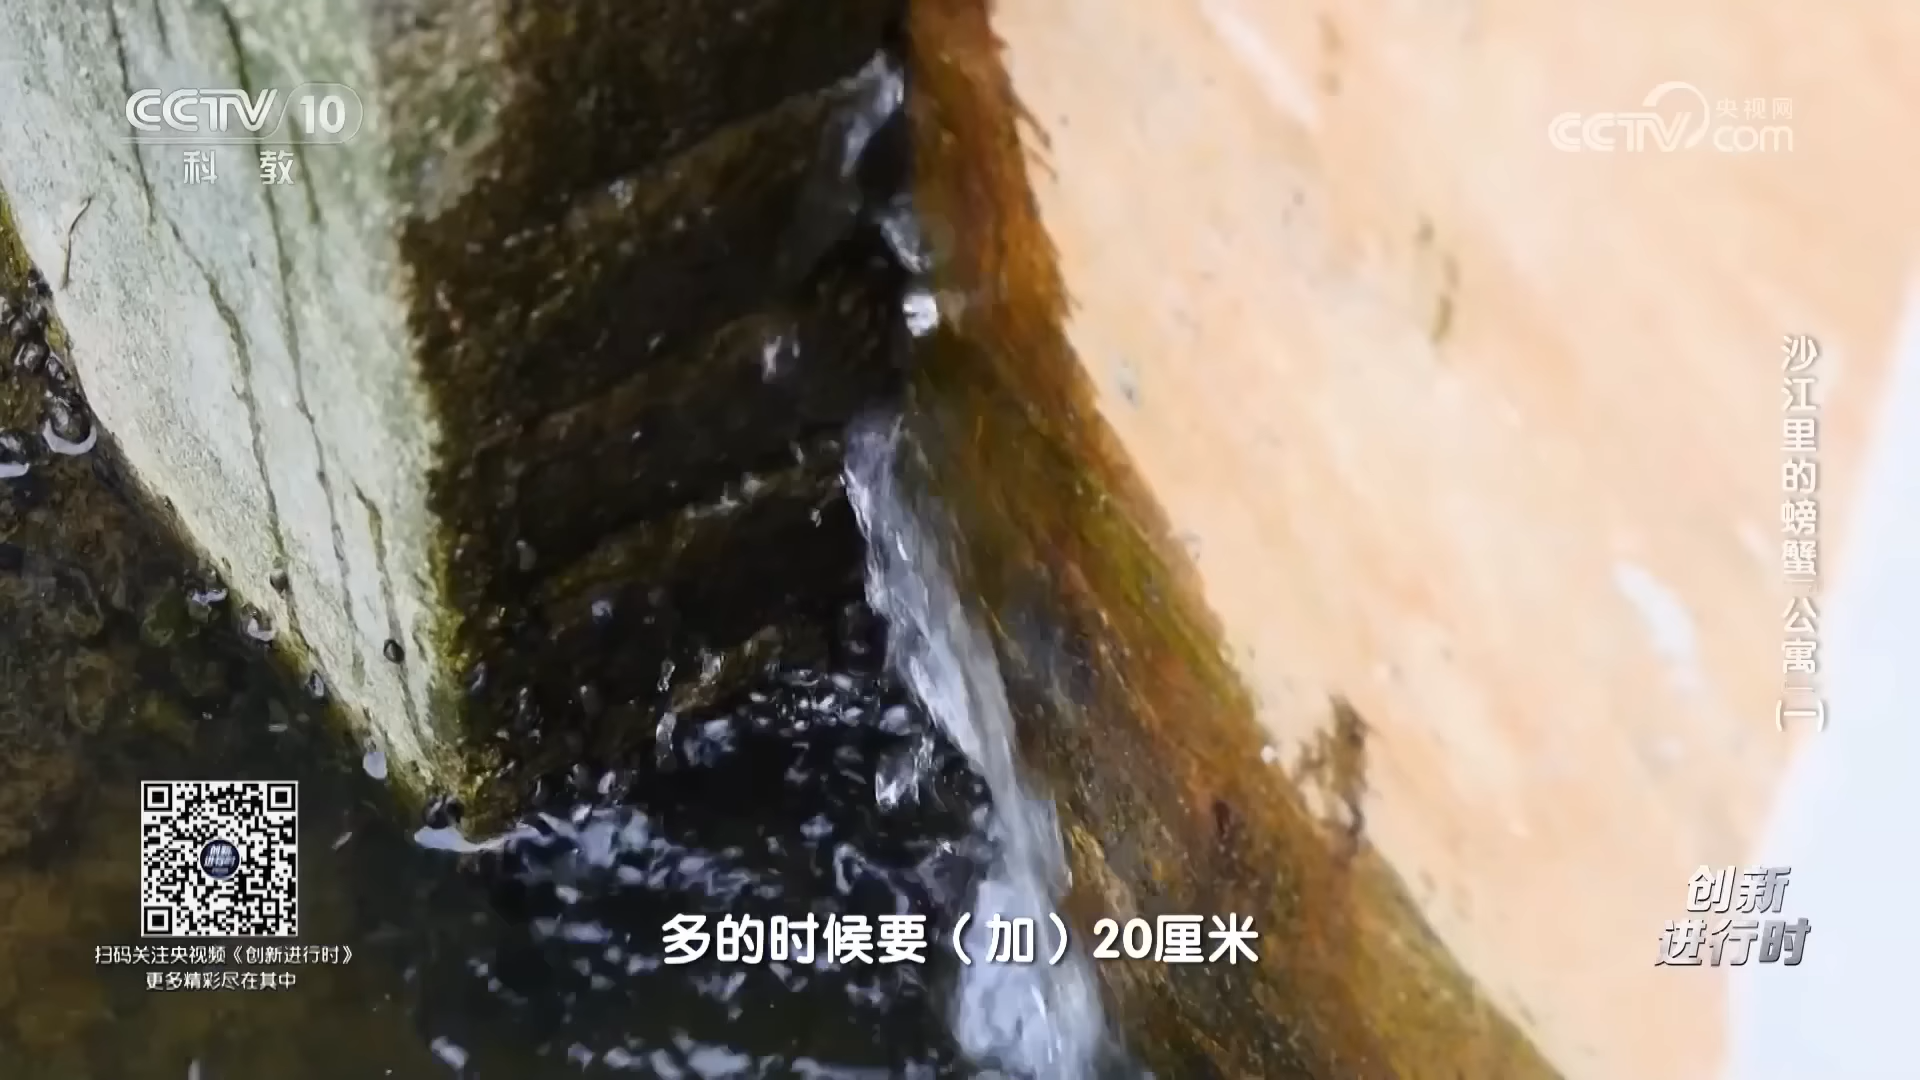 CCTV 10
科 教
央视网
CCTV.com
沙江里的螃蟹“公寓”(一)
创新
进行时
多的时候要（加）20厘米
扫码关注央视频《创新进行时》
更多精彩尽在其中